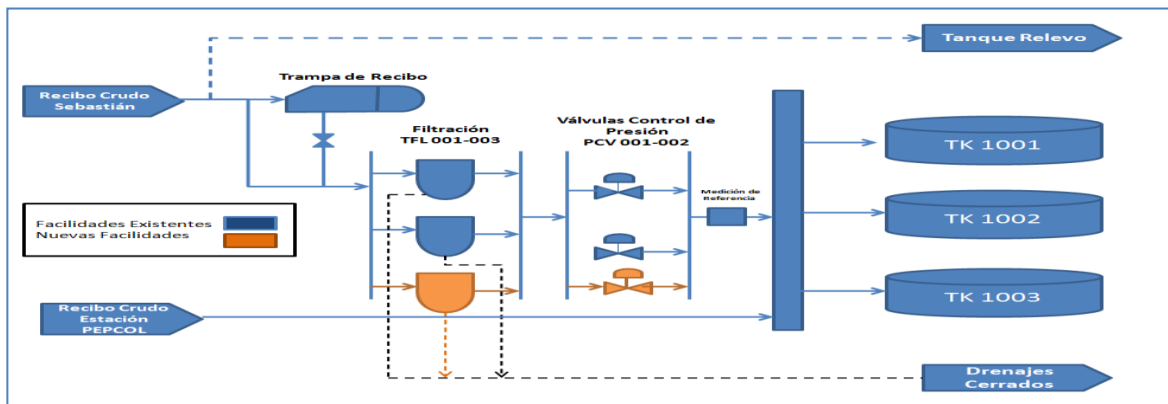 Tanque Relevo
Trampa de Recibo
Recibo Crudo
Sebastián
Filtración
TFL 001-003
Válvulas Control de
Presión
PCV 001-002
TK 1001
Medición de
Referencia
TK 1002
Facilidades Existentes
Nuevas Facilidades
TK 1003
Recibo Crudo
Estación
PEPCOL
Drenajes
Cerrados